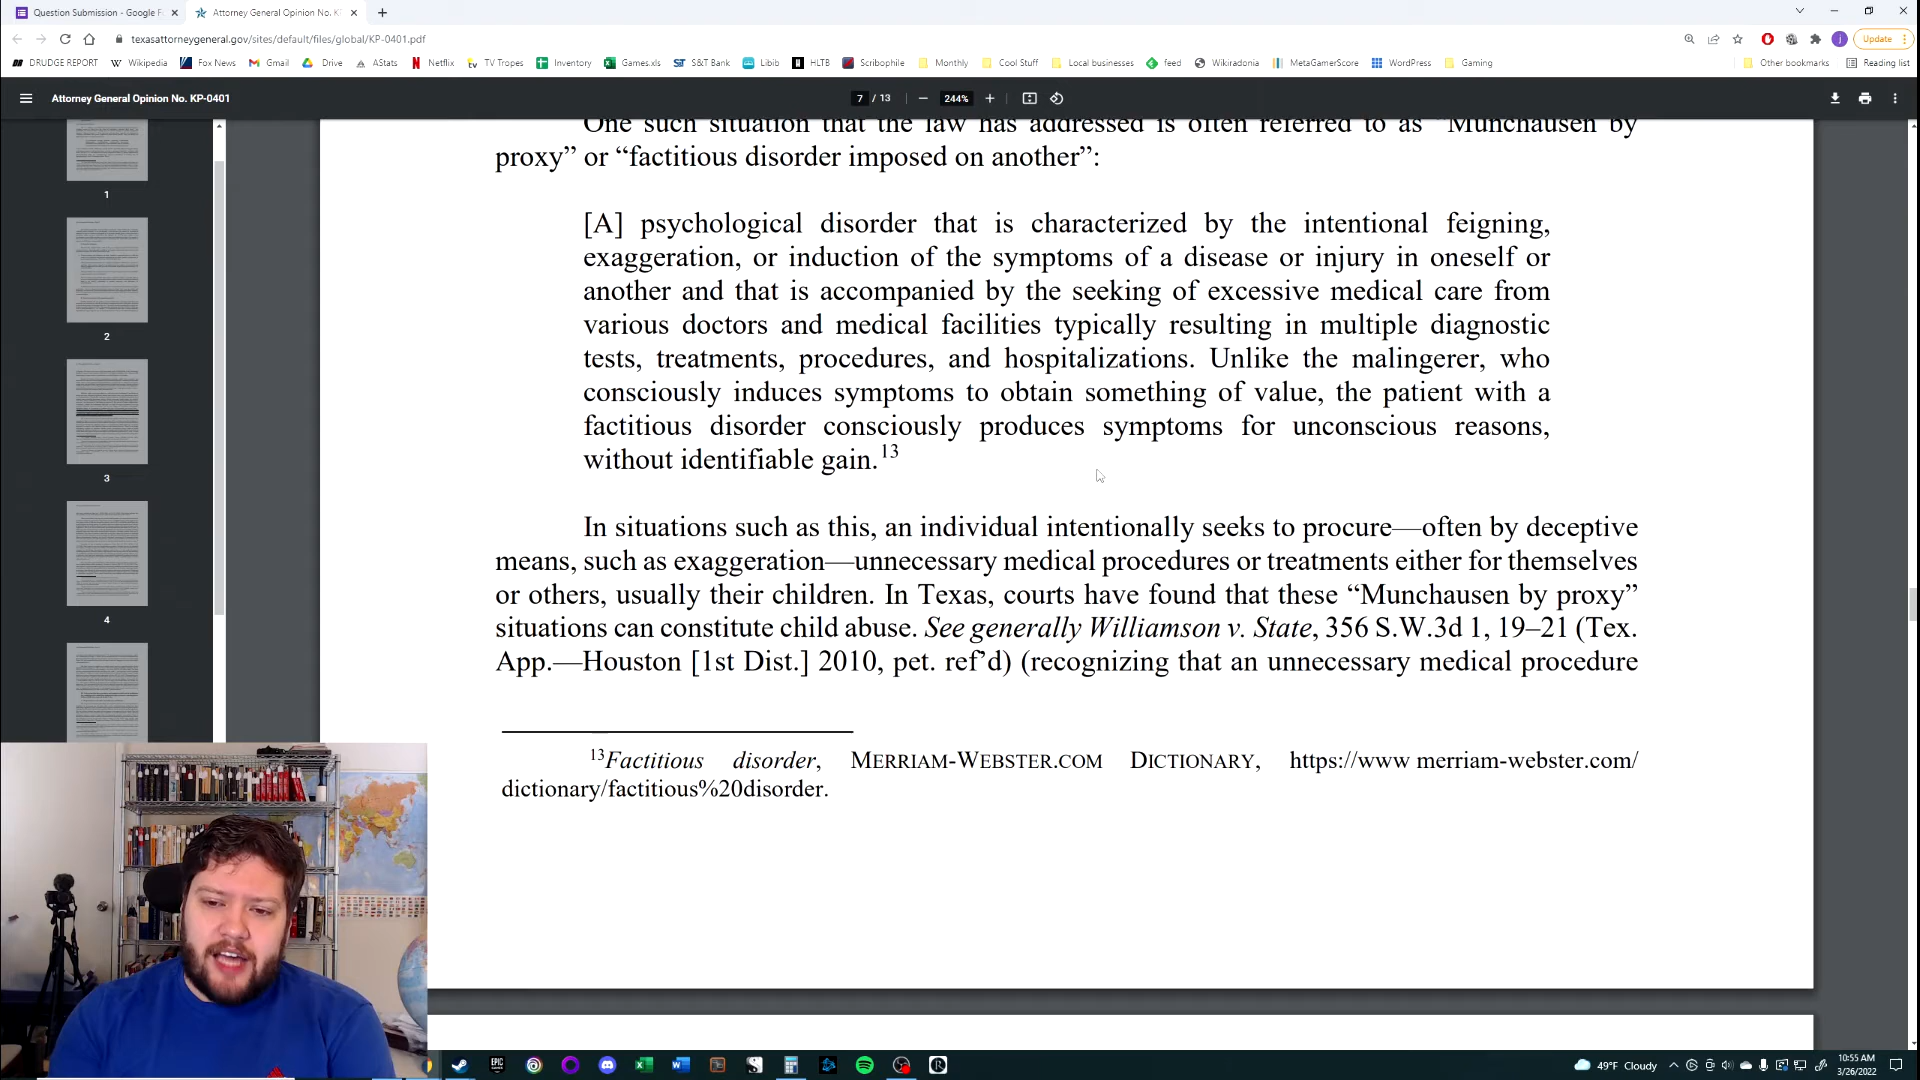 Question Submission - Google F
Attorney General Opinion No. K
texasattorneygeneral.gov/sites/default/files/global/KP-0401.pdf
Update
DRUDGE REPORT
Wikipedia
Fox News
Gmail
Drive
AStats
Netflix
TV Tropes
Inventory
Games.xls
S&T Bank
Libib
HLTB
Scribophile
Monthly
Cool Stuff
Local businesses
feed
Wikiradonia
MetaGamerScore
WordPress
Gaming
Other bookmarks
Reading list
Attorney General Opinion No. KP-0401
7 / 13
244%
1
2
3
4
One such situation that the law has addressed is often referred to as “Munchausen by
proxy” or “factitious disorder imposed on another”:
[A] psychological disorder that is characterized by the intentional feigning,
exaggeration, or induction of the symptoms of a disease or injury in oneself or
another and that is accompanied by the seeking of excessive medical care from
various doctors and medical facilities typically resulting in multiple diagnostic
tests, treatments, procedures, and hospitalizations. Unlike the malingerer, who
consciously induces symptoms to obtain something of value, the patient with a
factitious disorder consciously produces symptoms for unconscious reasons,
without identifiable gain.13
In situations such as this, an individual intentionally seeks to procure—often by deceptive
means, such as exaggeration—unnecessary medical procedures or treatments either for themselves
or others, usually their children. In Texas, courts have found that these “Munchausen by proxy”
situations can constitute child abuse. See generally Williamson v. State, 356 S.W.3d 1, 19–21 (Tex.
App.—Houston [1st Dist.] 2010, pet. ref’d) (recognizing that an unnecessary medical procedure
13Factitious disorder, MERRIAM-WEBSTER.COM DICTIONARY, https://www merriam-webster.com/
dictionary/factitious%20disorder.
49°F Cloudy
10:55 AM
3/26/2022